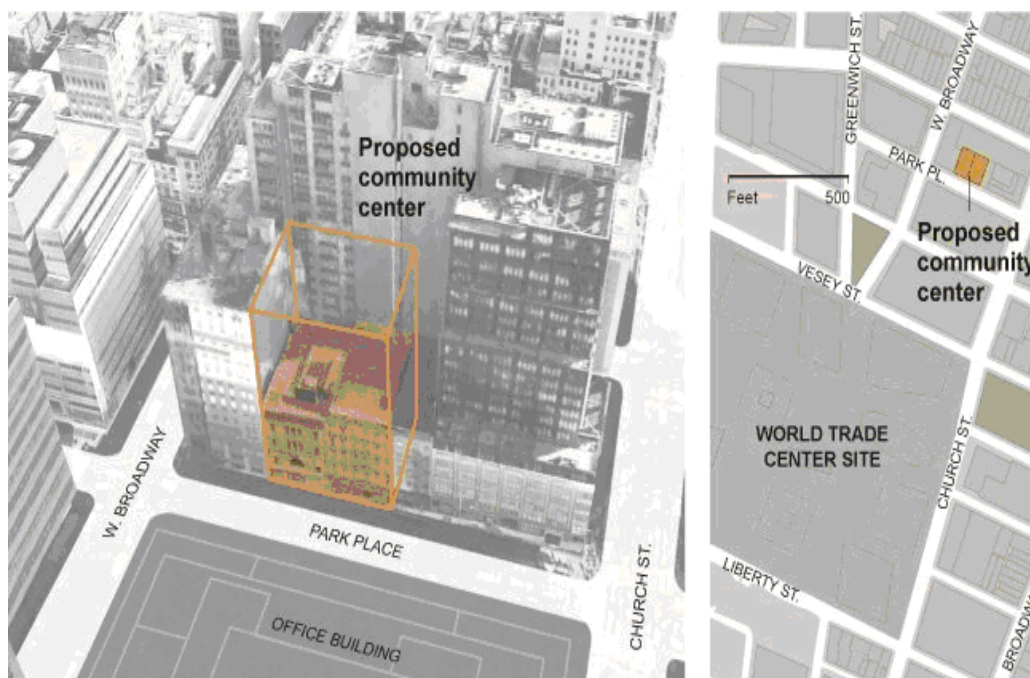 Proposed
community
center
W. BROADWAY
PARK PLACE
CHURCH ST.
OFFICE BUILDING
GREENWICH ST.
W. BROADWAY
PARK PL.
Feet 500
Proposed
community
center
VESEY ST.
WORLD TRADE
CENTER SITE
CHURCH ST.
LIBERTY ST.
BROADWAY